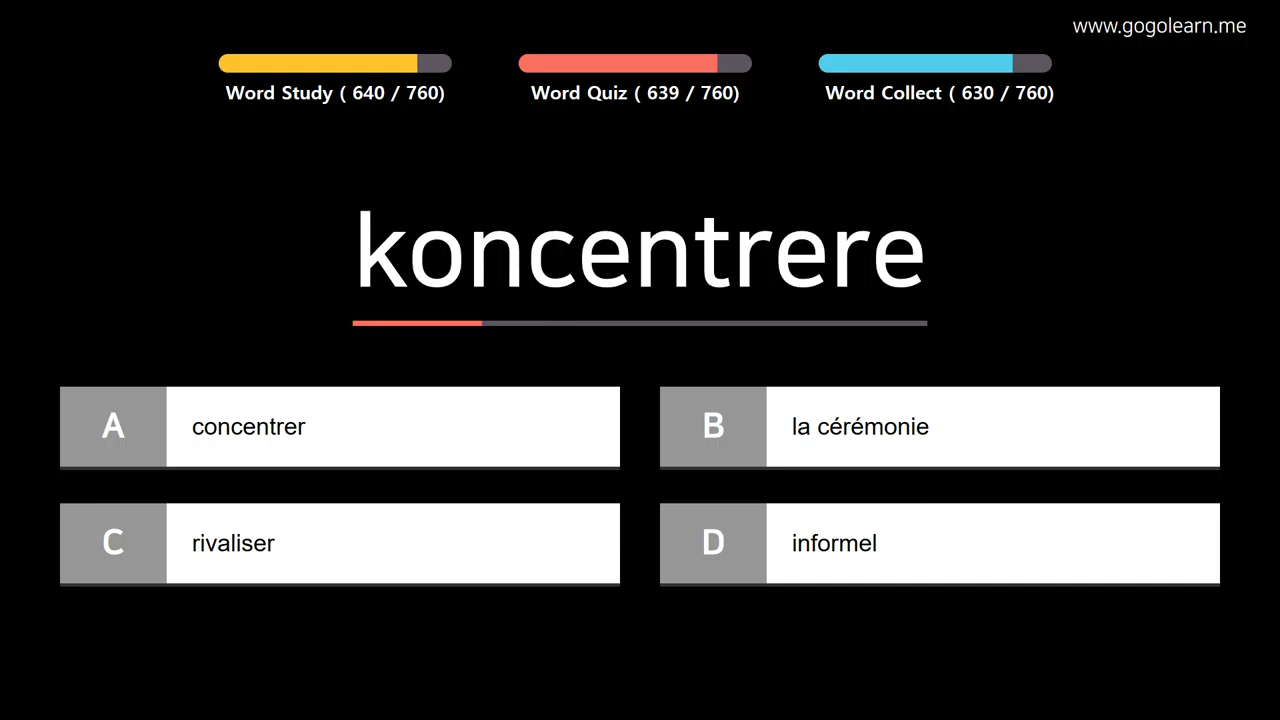 www.gogolearn.me
Word Study ( 640 / 760)
Word Quiz ( 639 / 760)
Word Collect ( 630 / 760)
koncentrere
A
concentrer
B
la cérémonie
C
rivaliser
D
informel